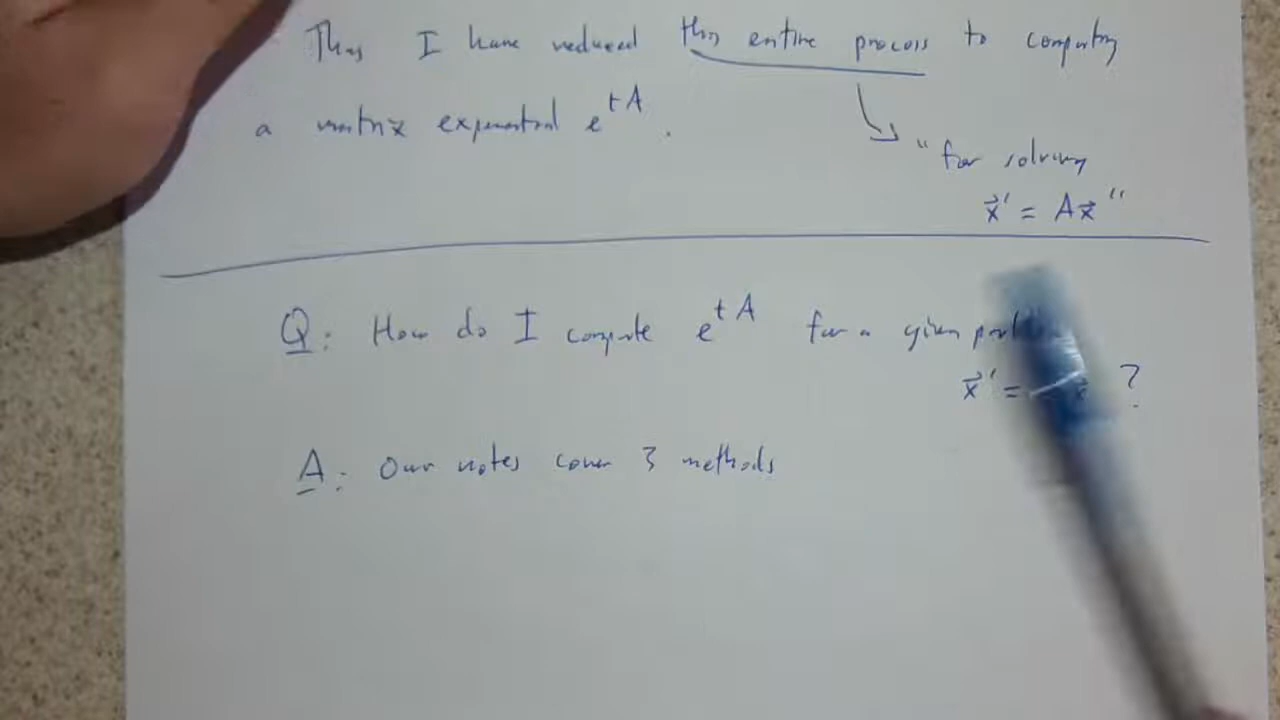 Thus I have reduced this entire process to computing
a matrix exponential e^{tA}.
"for solving
x⃗' = Ax⃗"
Q: How do I compute e^{tA} for a given
x⃗' = ?
A: Our notes cover 3 methods